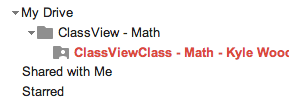 My Drive
ClassView - Math
ClassViewClass - Math - Kyle Wood
Shared with Me
Starred